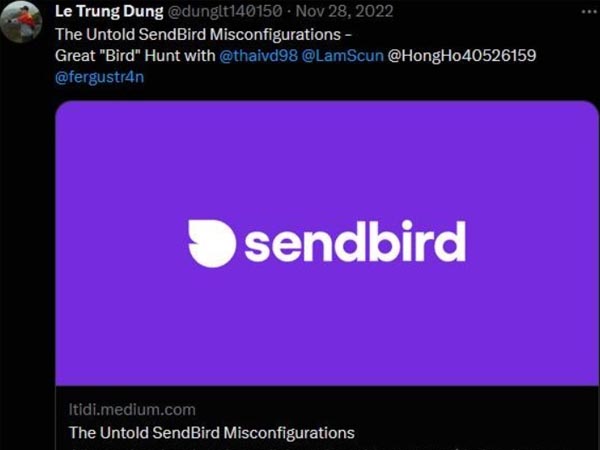 Le Trung Dung @dunglt140150 · Nov 28, 2022
The Untold SendBird Misconfigurations -
Great "Bird" Hunt with @thaivd98 @LamScun @HongHo40526159
@fergustr4n
sendbird
ltidi.medium.com
The Untold SendBird Misconfigurations